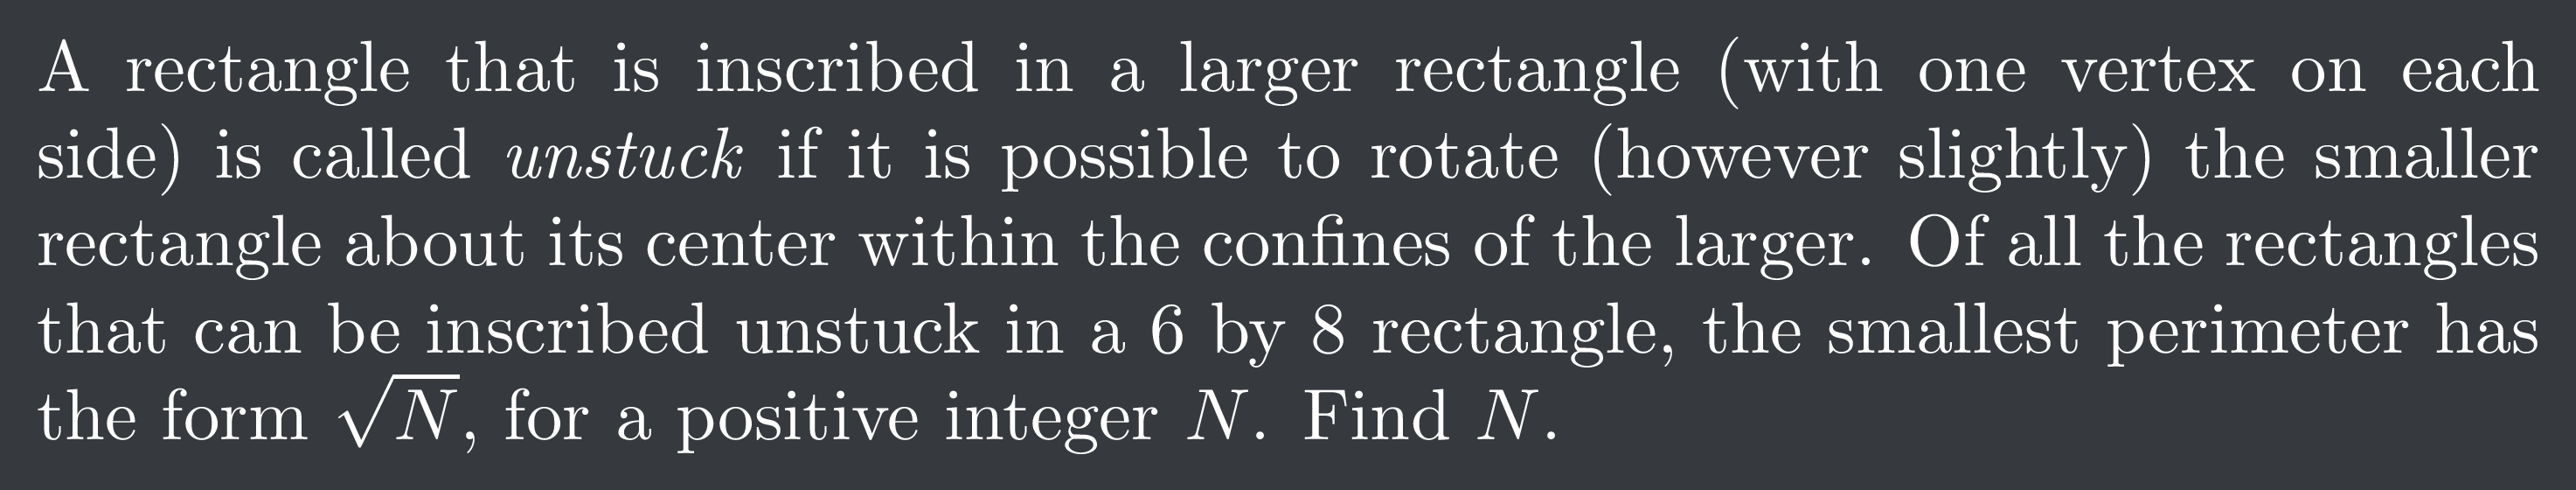 A rectangle that is inscribed in a larger rectangle (with one vertex on each
side) is called unstuck if it is possible to rotate (however slightly) the smaller
rectangle about its center within the confines of the larger. Of all the rectangles
that can be inscribed unstuck in a 6 by 8 rectangle, the smallest perimeter has
the form √N, for a positive integer N. Find N.